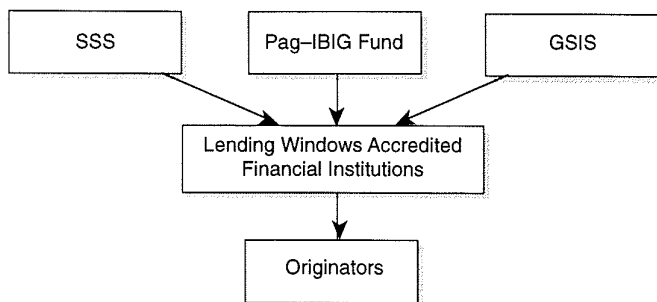 SSS
Pag–IBIG Fund
GSIS
Lending Windows Accredited
Financial Institutions
Originators